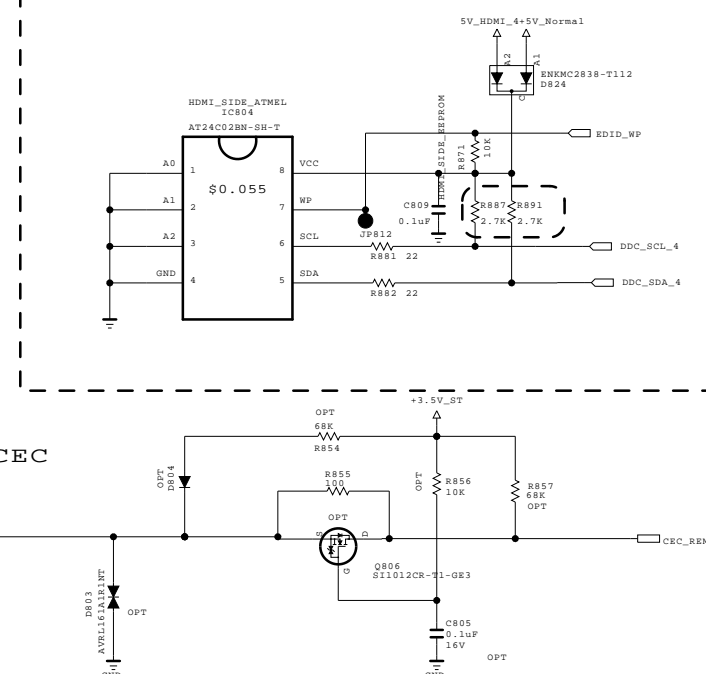 5V_HDMI_4+5V_Normal
A2
A1
C
ENKMC2838-T112
D824
HDMI_SIDE_ATMEL
IC804
AT24C02BN-SH-T
HDMI_SIDE_EEPROM
EDID_WP
R871
10K
A0
1
8
VCC
$0.055
A1
2
7
WP
C809
0.1uF
R887
2.7K
R891
2.7K
JP812
A2
3
6
SCL
R881 22
DDC_SCL_4
GND
4
5
SDA
R882 22
DDC_SDA_4
+3.5V_ST
OPT
68K
R854
CEC
OPT
D804
R855
100
OPT
R856
10K
R857
68K
OPT
OPT
S
D
G
Q806
SI1012CR-T1-GE3
CEC_REM
D803
AVRL161A1R1NT
OPT
C805
0.1uF
16V
OPT
GND
GND